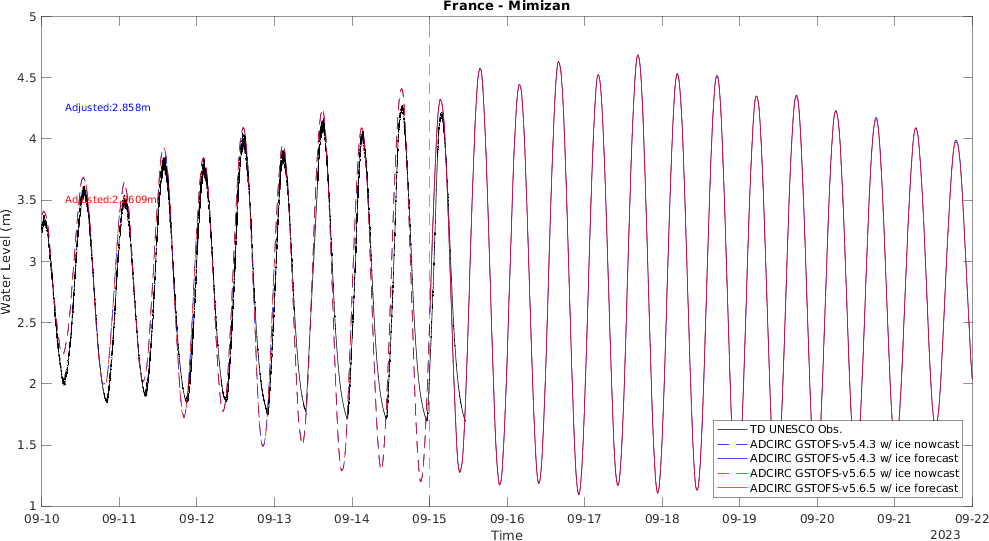 France - Mimizan
Water Level (m)
5
4.5
4
3.5
3
2.5
2
1.5
1
Adjusted:2.858m
TD UNESCO Obs.
ADCIRC GSTOFS-v5.4.3 w/ ice nowcast
ADCIRC GSTOFS-v5.4.3 w/ ice forecast
ADCIRC GSTOFS-v5.6.5 w/ ice nowcast
ADCIRC GSTOFS-v5.6.5 w/ ice forecast
09-10 09-11 09-12 09-13 09-14 09-15 09-16 09-17 09-18 09-19 09-20 09-21 09-22
Time
2023